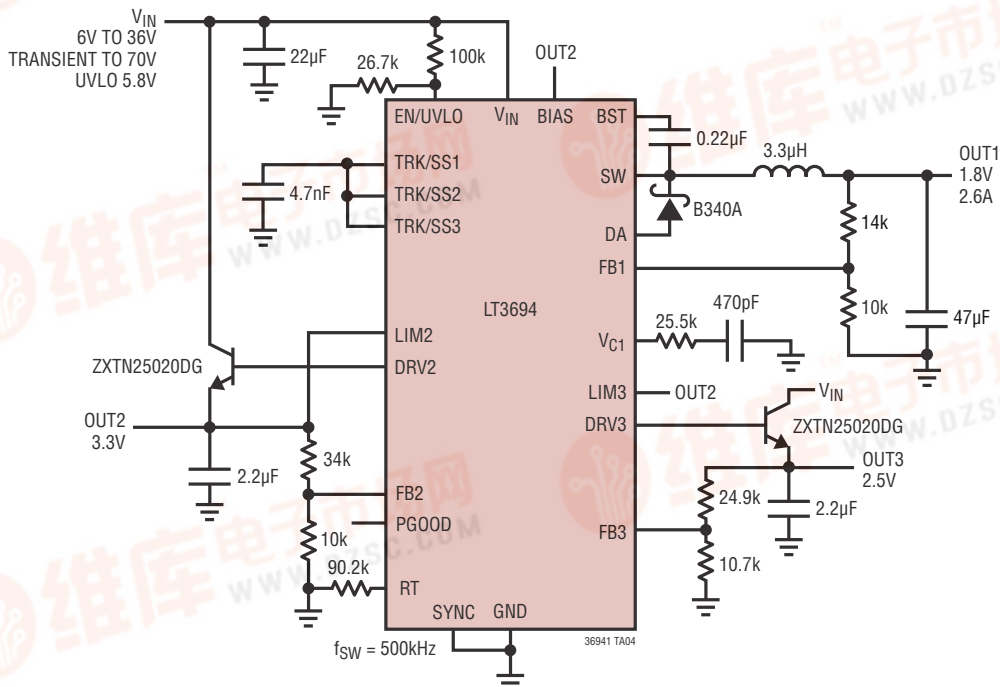 VIN
6V TO 36V
TRANSIENT TO 70V
UVLO 5.8V
22µF
26.7k
100k
OUT2
EN/UVLO
VIN
BIAS
BST
0.22µF
TRK/SS1
TRK/SS2
TRK/SS3
4.7nF
SW
3.3µH
OUT1
1.8V
2.6A
B340A
DA
14k
FB1
10k
47µF
LT3694
470pF
25.5k
VC1
LIM2
DRV2
ZXTN25020DG
LIM3
OUT2
DRV3
VIN
ZXTN25020DG
OUT2
3.3V
OUT3
2.5V
34k
2.2µF
FB2
PGOOD
10k
24.9k
2.2µF
FB3
10.7k
90.2k
RT
SYNC
GND
fSW = 500kHz
36941 TA04
维库电子市场网
WWW.DZSC.COM
™